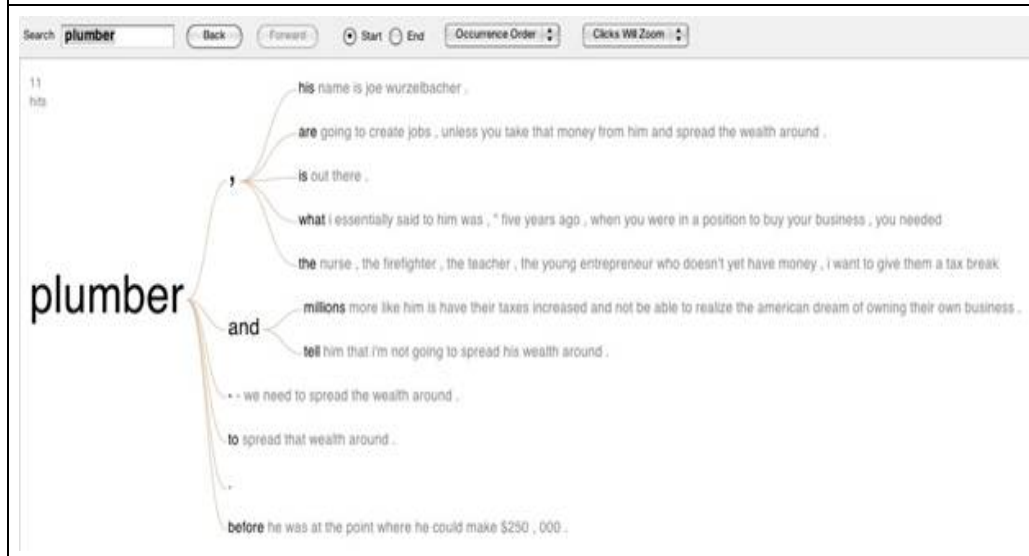 Search plumber Back Forward Start End Occurrence Order Clicks Will Zoom
11
hits
his name is joe wurzelbacher .
are going to create jobs , unless you take that money from him and spread the wealth around .
,
is out there .
what i essentially said to him was , " five years ago , when you were in a position to buy your business , you needed
the nurse , the firefighter , the teacher , the young entrepreneur who doesn't yet have money , i want to give them a tax break
plumber
millions more like him is have their taxes increased and not be able to realize the american dream of owning their own business .
and
tell him that i'm not going to spread his wealth around .
- - we need to spread the wealth around .
to spread that wealth around .
.
before he was at the point where he could make $250 , 000 .